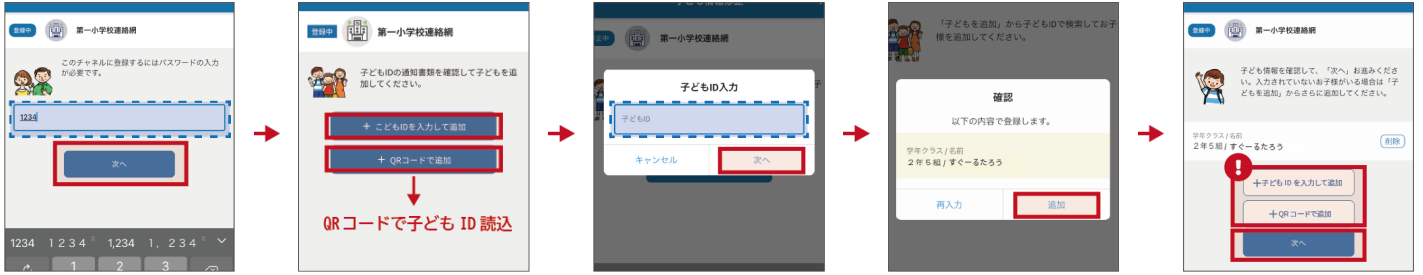 登録中 第一小学校連絡網
このチャネルに登録するにはパスワードの入力
が必要です。
1234
次へ
1234 1 2 3 4 1,234 1, 2 3 4
1 2 3
登録中 第一小学校連絡網
子どもIDの通知書類を確認して子どもを追
加してください。
+ こどもIDを入力して追加
+ QRコードで追加
QRコードで子ども ID 読込
第一小学校連絡網
子どもID入力
子どもID
キャンセル 次へ
「子どもを追加」から子どもIDで検索してお子
様を追加してください。
確認
以下の内容で登録します。
学年クラス / 名前
2 年 5 組 / すぐーるたろう
再入力 追加
登録中 第一小学校連絡網
子ども情報を確認して、「次へ」お進みくださ
い。入力されていないお子様がいる場合は「子
どもを追加」からさらに追加してください。
学年クラス / 名前
2 年 5 組 / すぐーるたろう 削除
!
+子ども ID を入力して追加
+QR コードで追加
次へ